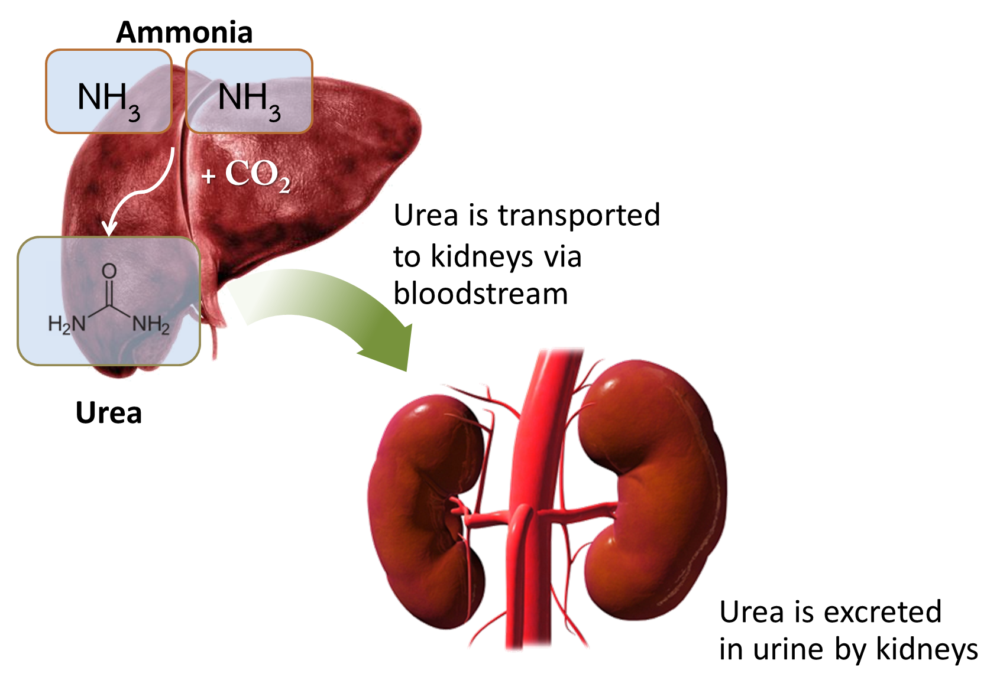 Ammonia
NH3 NH3
+ CO2
Urea is transported
to kidneys via
bloodstream
O
H2N NH2
Urea
Urea is excreted
in urine by kidneys